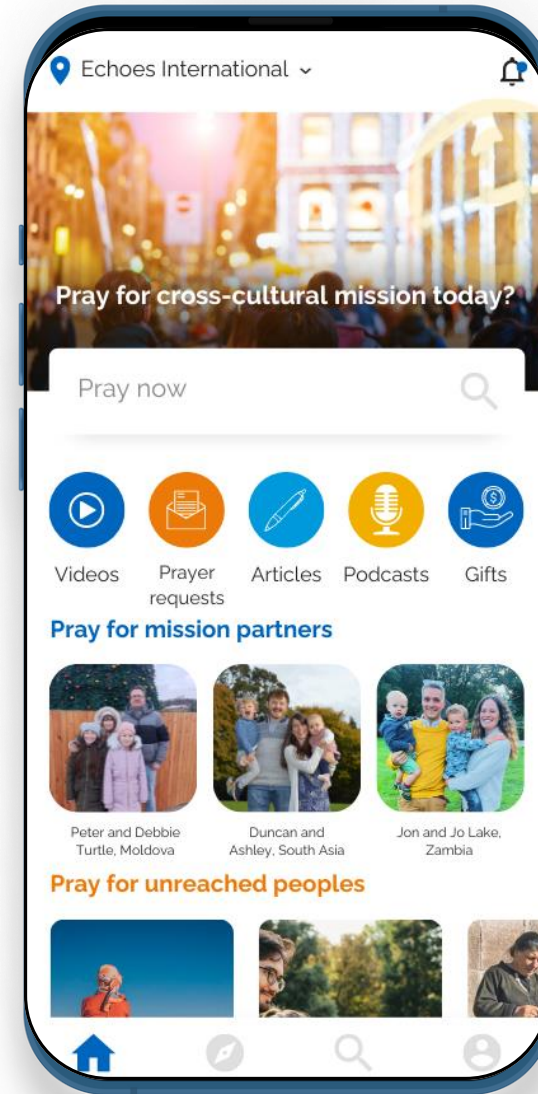 Echoes International
Pray for cross-cultural mission today?
Pray now
Videos
Prayer
requests
Articles
Podcasts
Gifts
Pray for mission partners
Peter and Debbie
Turtle, Moldova
Duncan and
Ashley, South Asia
Jon and Jo Lake,
Zambia
Pray for unreached peoples